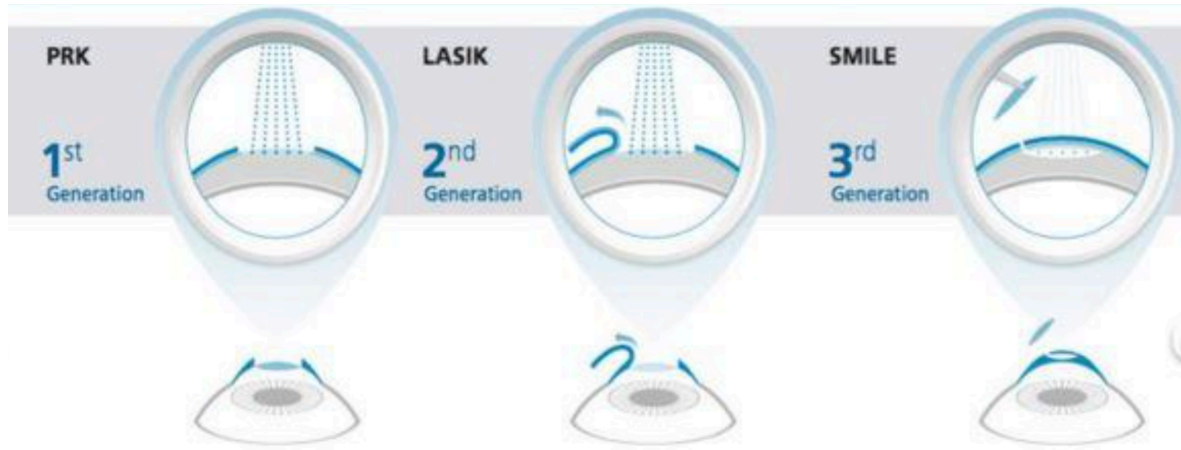 PRK
1st
Generation
LASIK
2nd
Generation
SMILE
3rd
Generation